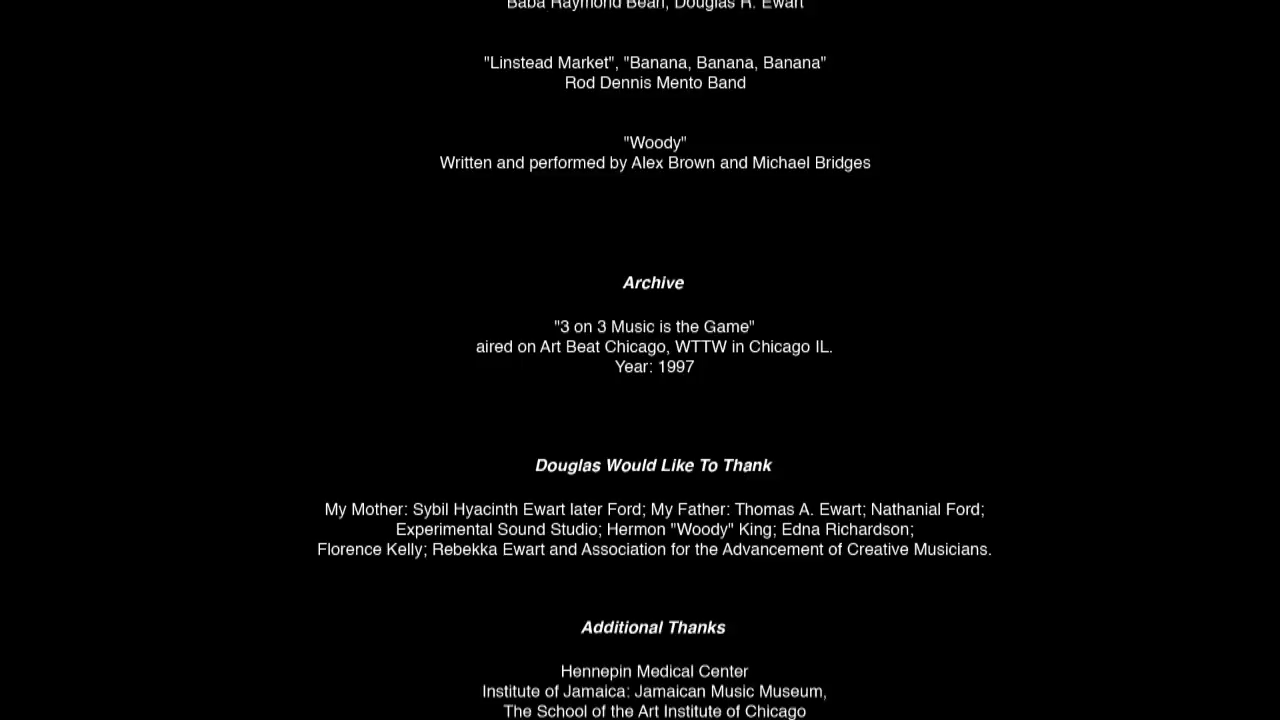 Baba Raymond Bean, Douglas R. Ewart
"Linstead Market", "Banana, Banana, Banana"
Rod Dennis Mento Band
"Woody"
Written and performed by Alex Brown and Michael Bridges
Archive
"3 on 3 Music is the Game"
aired on Art Beat Chicago, WTTW in Chicago IL.
Year: 1997
Douglas Would Like To Thank
My Mother: Sybil Hyacinth Ewart later Ford; My Father: Thomas A. Ewart; Nathanial Ford;
Experimental Sound Studio; Hermon "Woody" King; Edna Richardson;
Florence Kelly; Rebekka Ewart and Association for the Advancement of Creative Musicians.
Additional Thanks
Hennepin Medical Center
Institute of Jamaica: Jamaican Music Museum,
The School of the Art Institute of Chicago